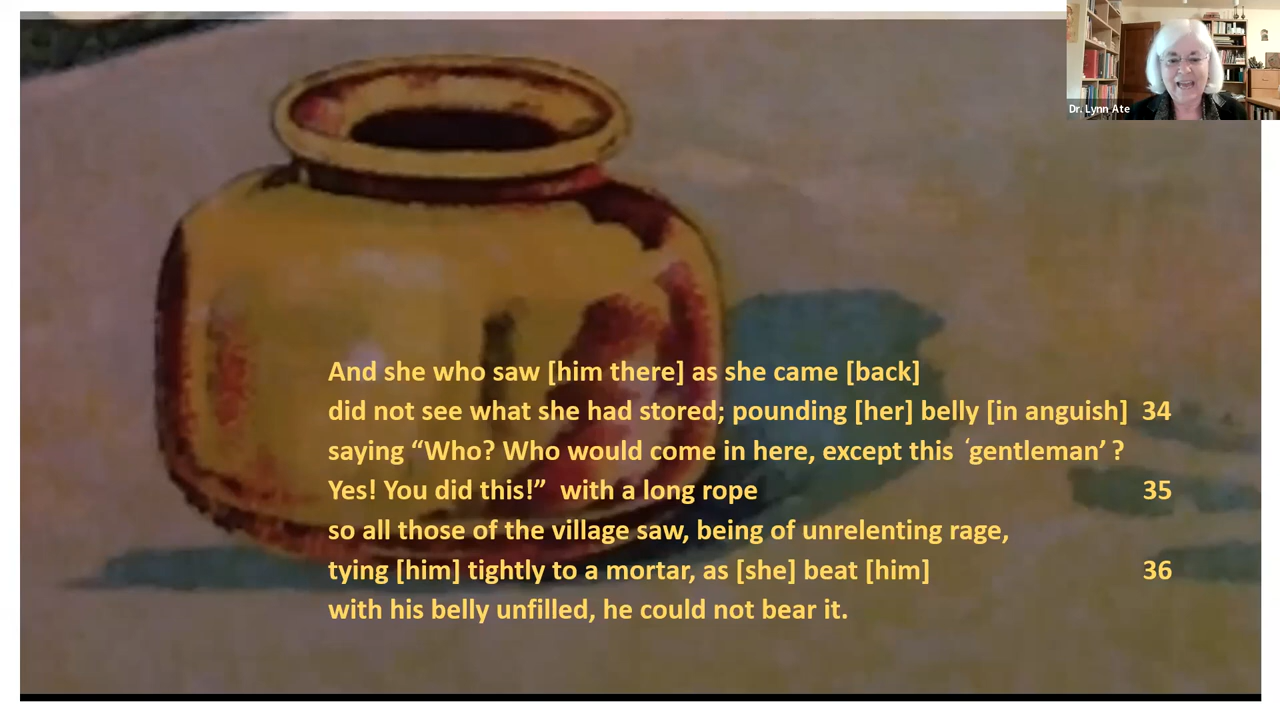 Dr. Lynn Ate
And she who saw [him there] as she came [back]
did not see what she had stored; pounding [her] belly [in anguish] 34
saying “Who? Who would come in here, except this ‘gentleman’ ?
Yes! You did this!” with a long rope 35
so all those of the village saw, being of unrelenting rage,
tying [him] tightly to a mortar, as [she] beat [him] 36
with his belly unfilled, he could not bear it.